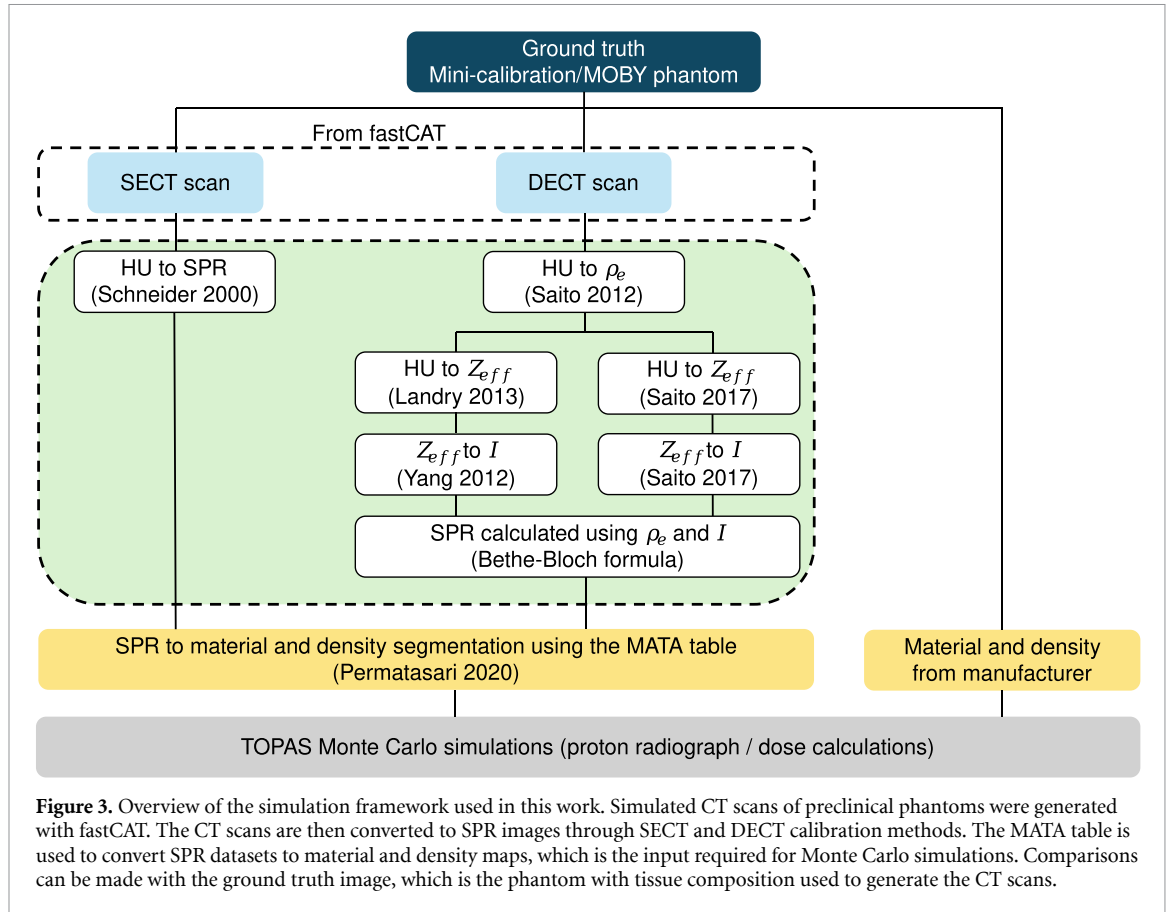 Ground truth
Mini-calibration/MOBY phantom
From fastCAT
SECT scan
DECT scan
HU to SPR
(Schneider 2000)
HU to ρe
(Saito 2012)
HU to Zeff
(Landry 2013)
HU to Zeff
(Saito 2017)
Zeff to I
(Yang 2012)
Zeff to I
(Saito 2017)
SPR calculated using ρe and I
(Bethe-Bloch formula)
SPR to material and density segmentation using the MATA table
(Permatasari 2020)
Material and density
from manufacturer
TOPAS Monte Carlo simulations (proton radiograph / dose calculations)
Figure 3. Overview of the simulation framework used in this work. Simulated CT scans of preclinical phantoms were generated
with fastCAT. The CT scans are then converted to SPR images through SECT and DECT calibration methods. The MATA table is
used to convert SPR datasets to material and density maps, which is the input required for Monte Carlo simulations. Comparisons
can be made with the ground truth image, which is the phantom with tissue composition used to generate the CT scans.